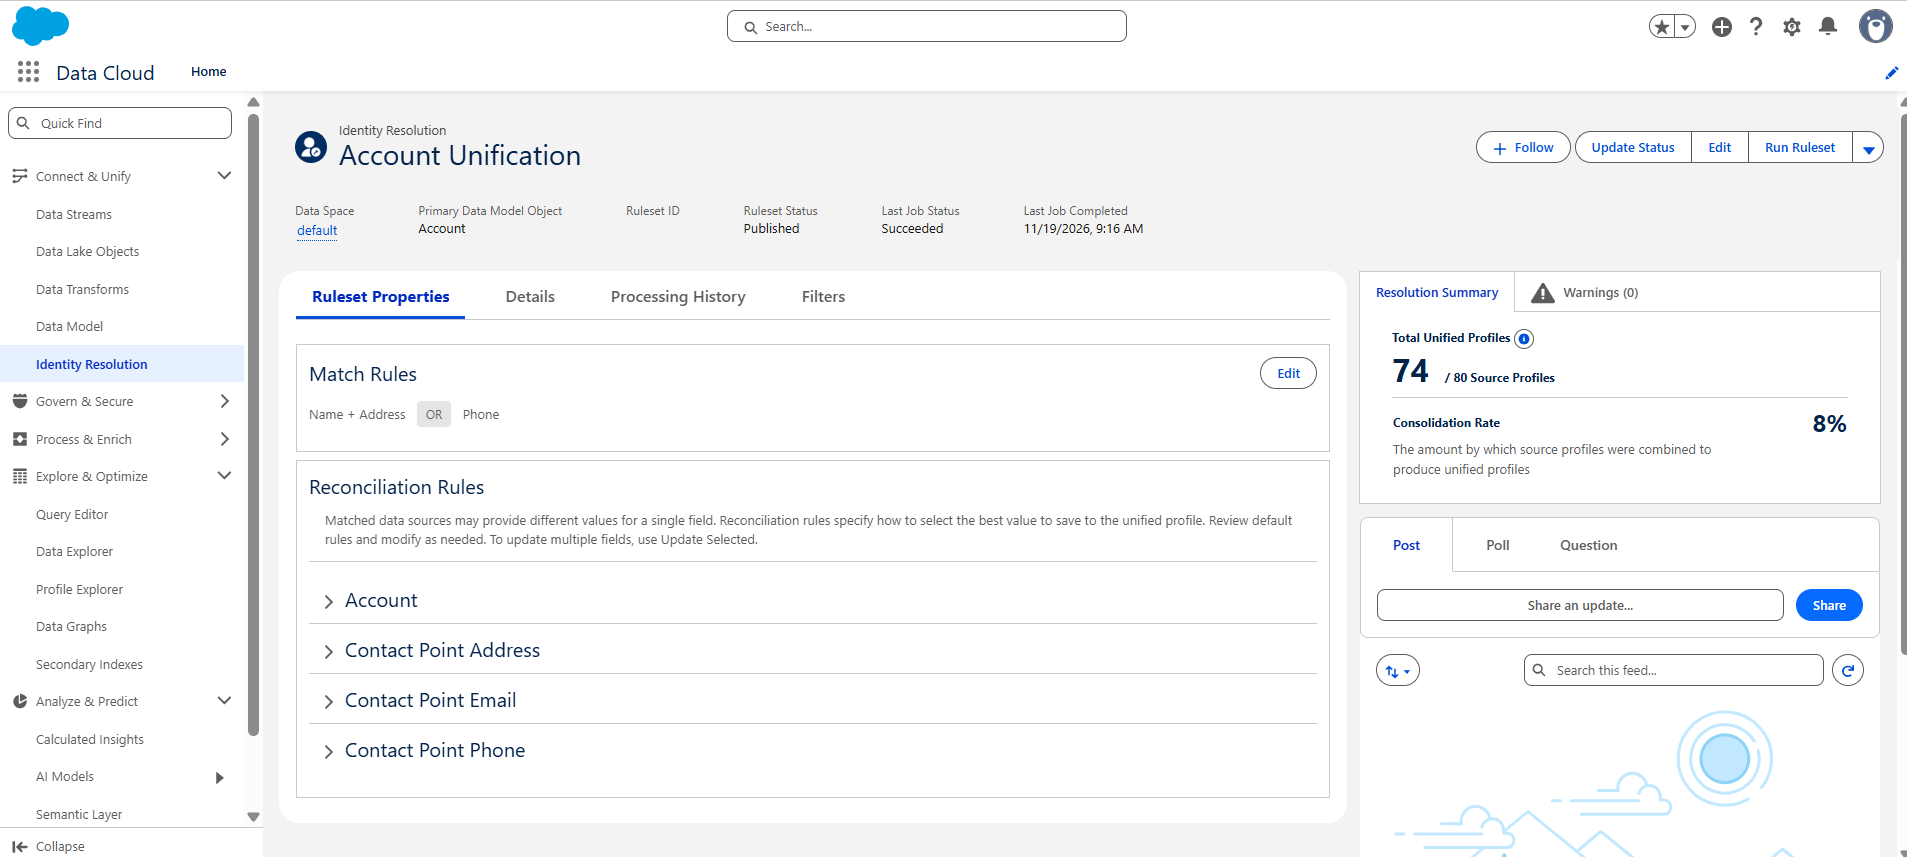 Search...
Data Cloud
Home
Quick Find
Connect & Unify
Data Streams
Data Lake Objects
Data Transforms
Data Model
Identity Resolution
Govern & Secure
Process & Enrich
Explore & Optimize
Query Editor
Data Explorer
Profile Explorer
Data Graphs
Secondary Indexes
Analyze & Predict
Calculated Insights
AI Models
Semantic Layer
Collapse
Identity Resolution
Account Unification
Follow
Update Status
Edit
Run Ruleset
Data Space
default
Primary Data Model Object
Account
Ruleset ID
Ruleset Status
Published
Last Job Status
Succeeded
Last Job Completed
11/19/2026, 9:16 AM
Ruleset Properties
Details
Processing History
Filters
Match Rules
Edit
Name + Address OR Phone
Reconciliation Rules
Matched data sources may provide different values for a single field. Reconciliation rules specify how to select the best value to save to the unified profile. Review default
rules and modify as needed. To update multiple fields, use Update Selected.
Account
Contact Point Address
Contact Point Email
Contact Point Phone
Resolution Summary
Warnings (0)
Total Unified Profiles
74 / 80 Source Profiles
Consolidation Rate
8%
The amount by which source profiles were combined to
produce unified profiles
Post
Poll
Question
Share an update...
Share
Search this feed...